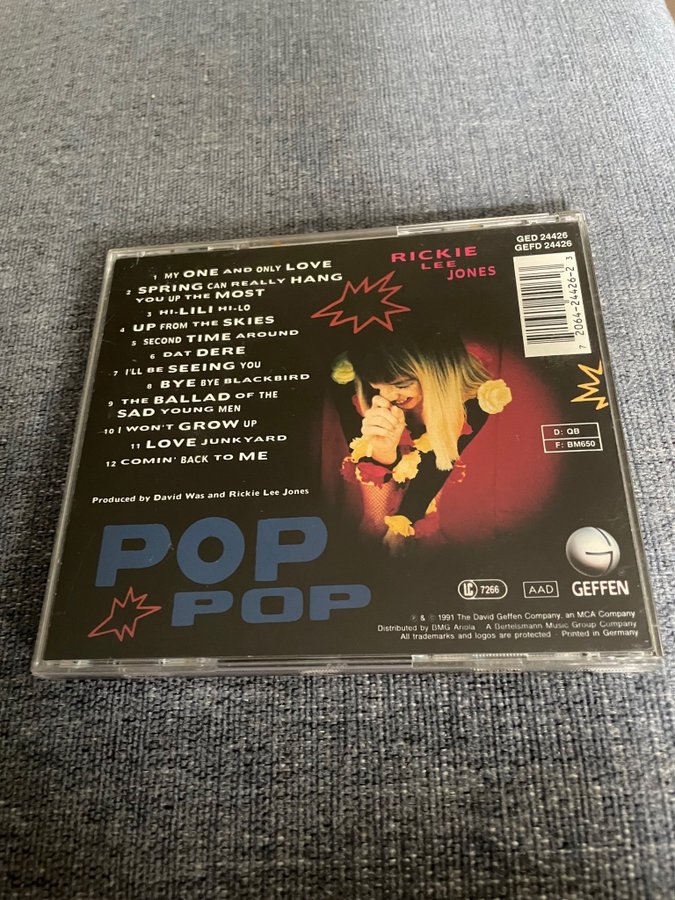 GED 24426
GEFD 24426
RICKIE
LEE
JONES
7 2064-24426-2 3
1 MY ONE AND ONLY LOVE
2 SPRING CAN REALLY HANG
YOU UP THE MOST
3 HI-LILI HI-LO
4 UP FROM THE SKIES
5 SECOND TIME AROUND
6 DAT DERE
7 I'LL BE SEEING YOU
8 BYE BYE BLACKBIRD
9 THE BALLAD OF THE
SAD YOUNG MEN
10 I WON'T GROW UP
11 LOVE JUNKYARD
12 COMIN' BACK TO ME
D: QB
F: BM650
Produced by David Was and Rickie Lee Jones
POP
POP
LC 7266
AAD
GEFFEN
℗ & © 1991 The David Geffen Company, an MCA Company
Distributed by BMG Ariola · A Bertelsmann Music Group Company
All trademarks and logos are protected · Printed in Germany